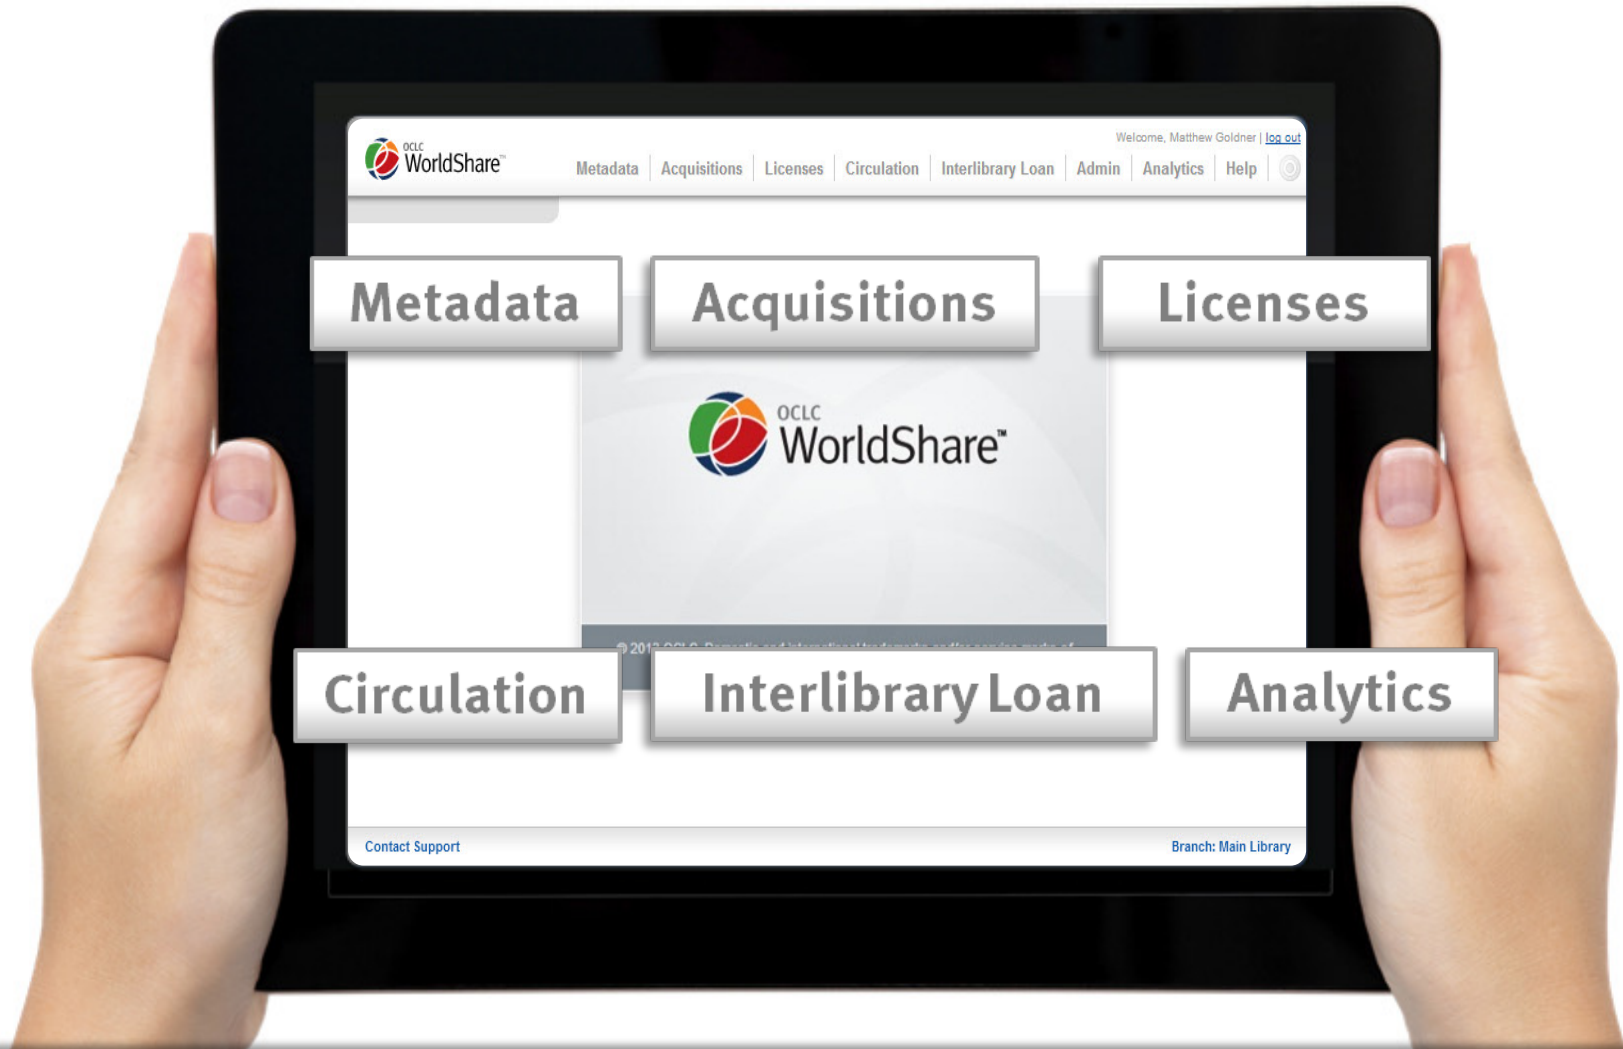 Welcome, Matthew Goldner | log out
OCLC
WorldShare™
Metadata | Acquisitions | Licenses | Circulation | Interlibrary Loan | Admin | Analytics | Help
Metadata
Acquisitions
Licenses
OCLC
WorldShare™
© 201
Circulation
Interlibrary Loan
Analytics
Contact Support
Branch: Main Library